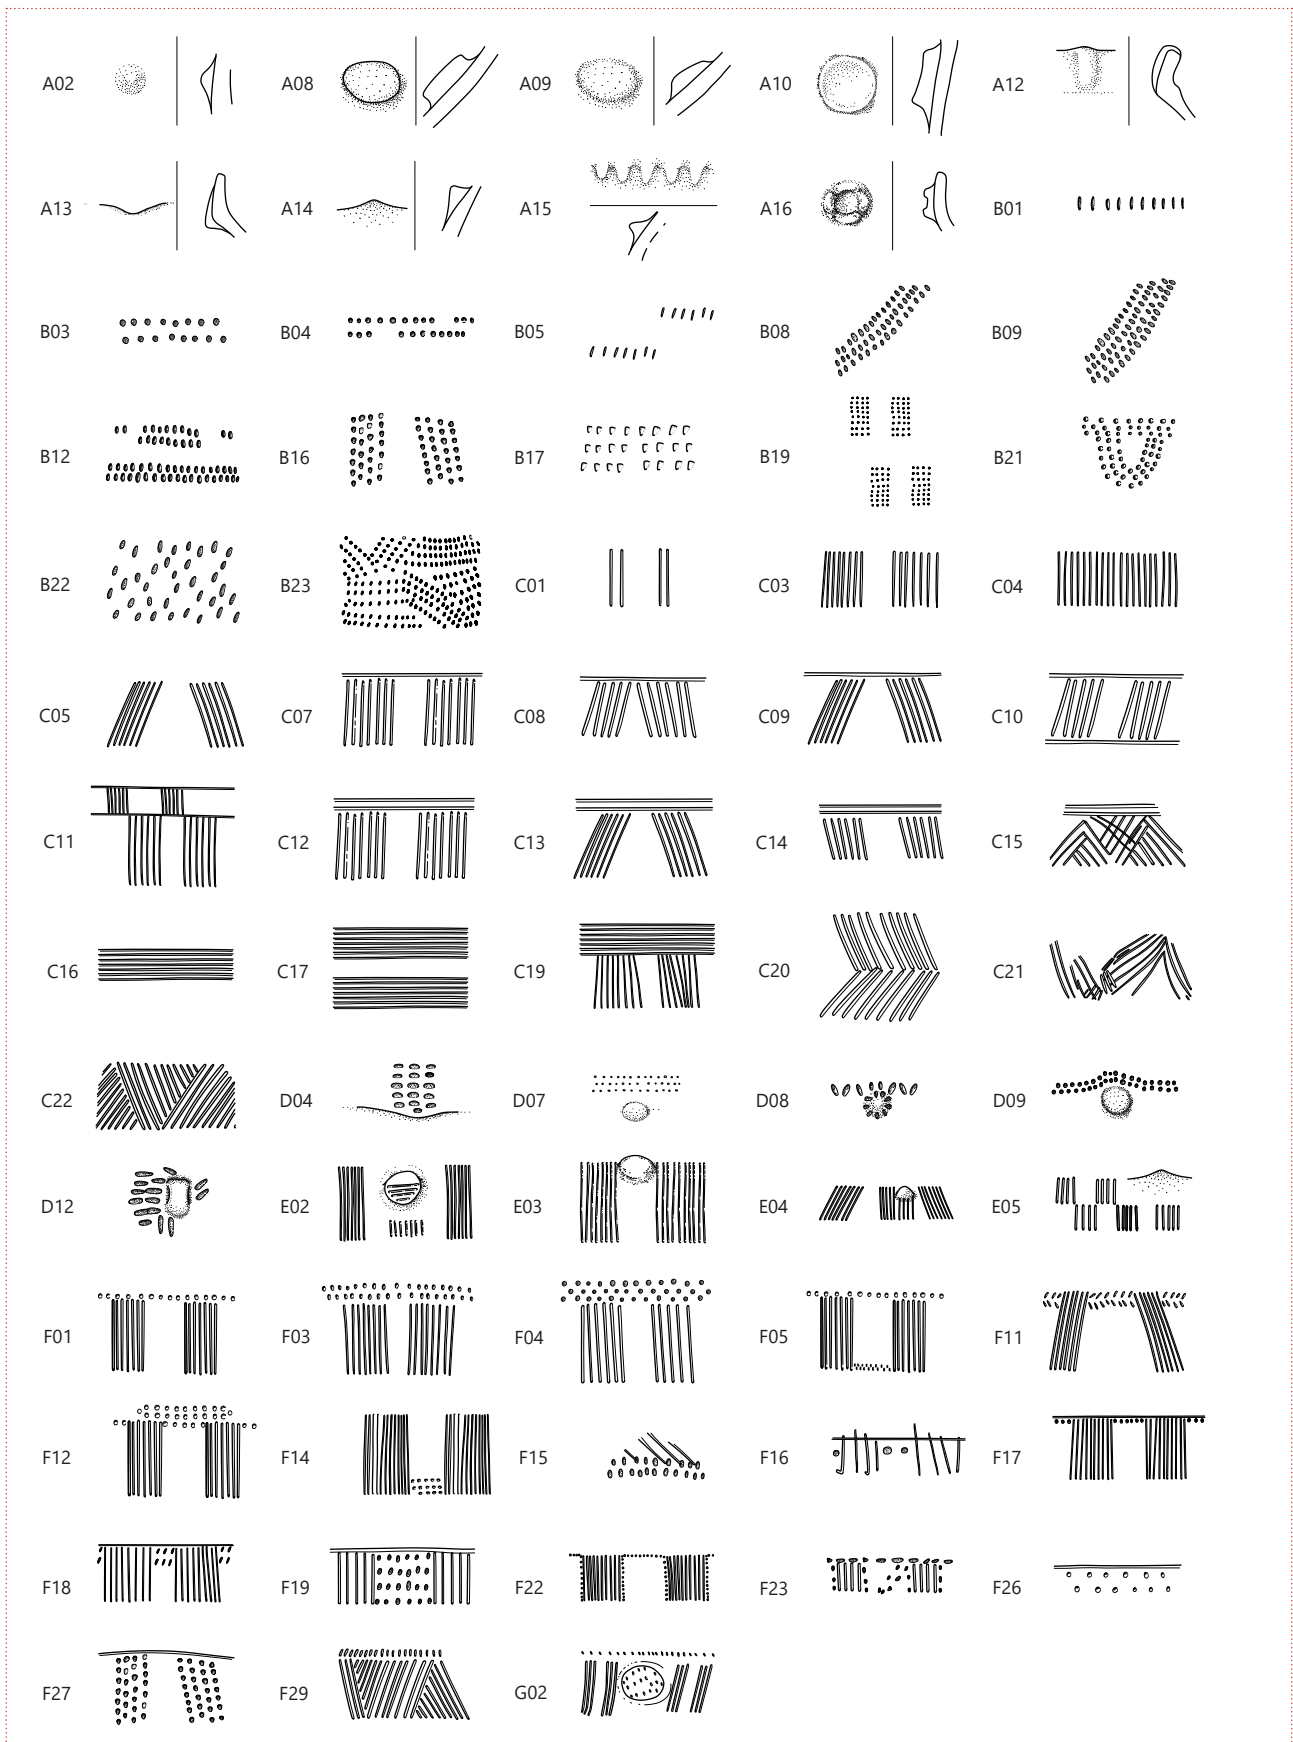 A02 A08 A09 A10 A12
A13 A14 A15 A16 B01
B03 B04 B05 B08 B09
B12 B16 B17 B19 B21
B22 B23 C01 C03 C04
C05 C07 C08 C09 C10
C11 C12 C13 C14 C15
C16 C17 C19 C20 C21
C22 D04 D07 D08 D09
D12 E02 E03 E04 E05
F01 F03 F04 F05 F11
F12 F14 F15 F16 F17
F18 F19 F22 F23 F26
F27 F29 G02